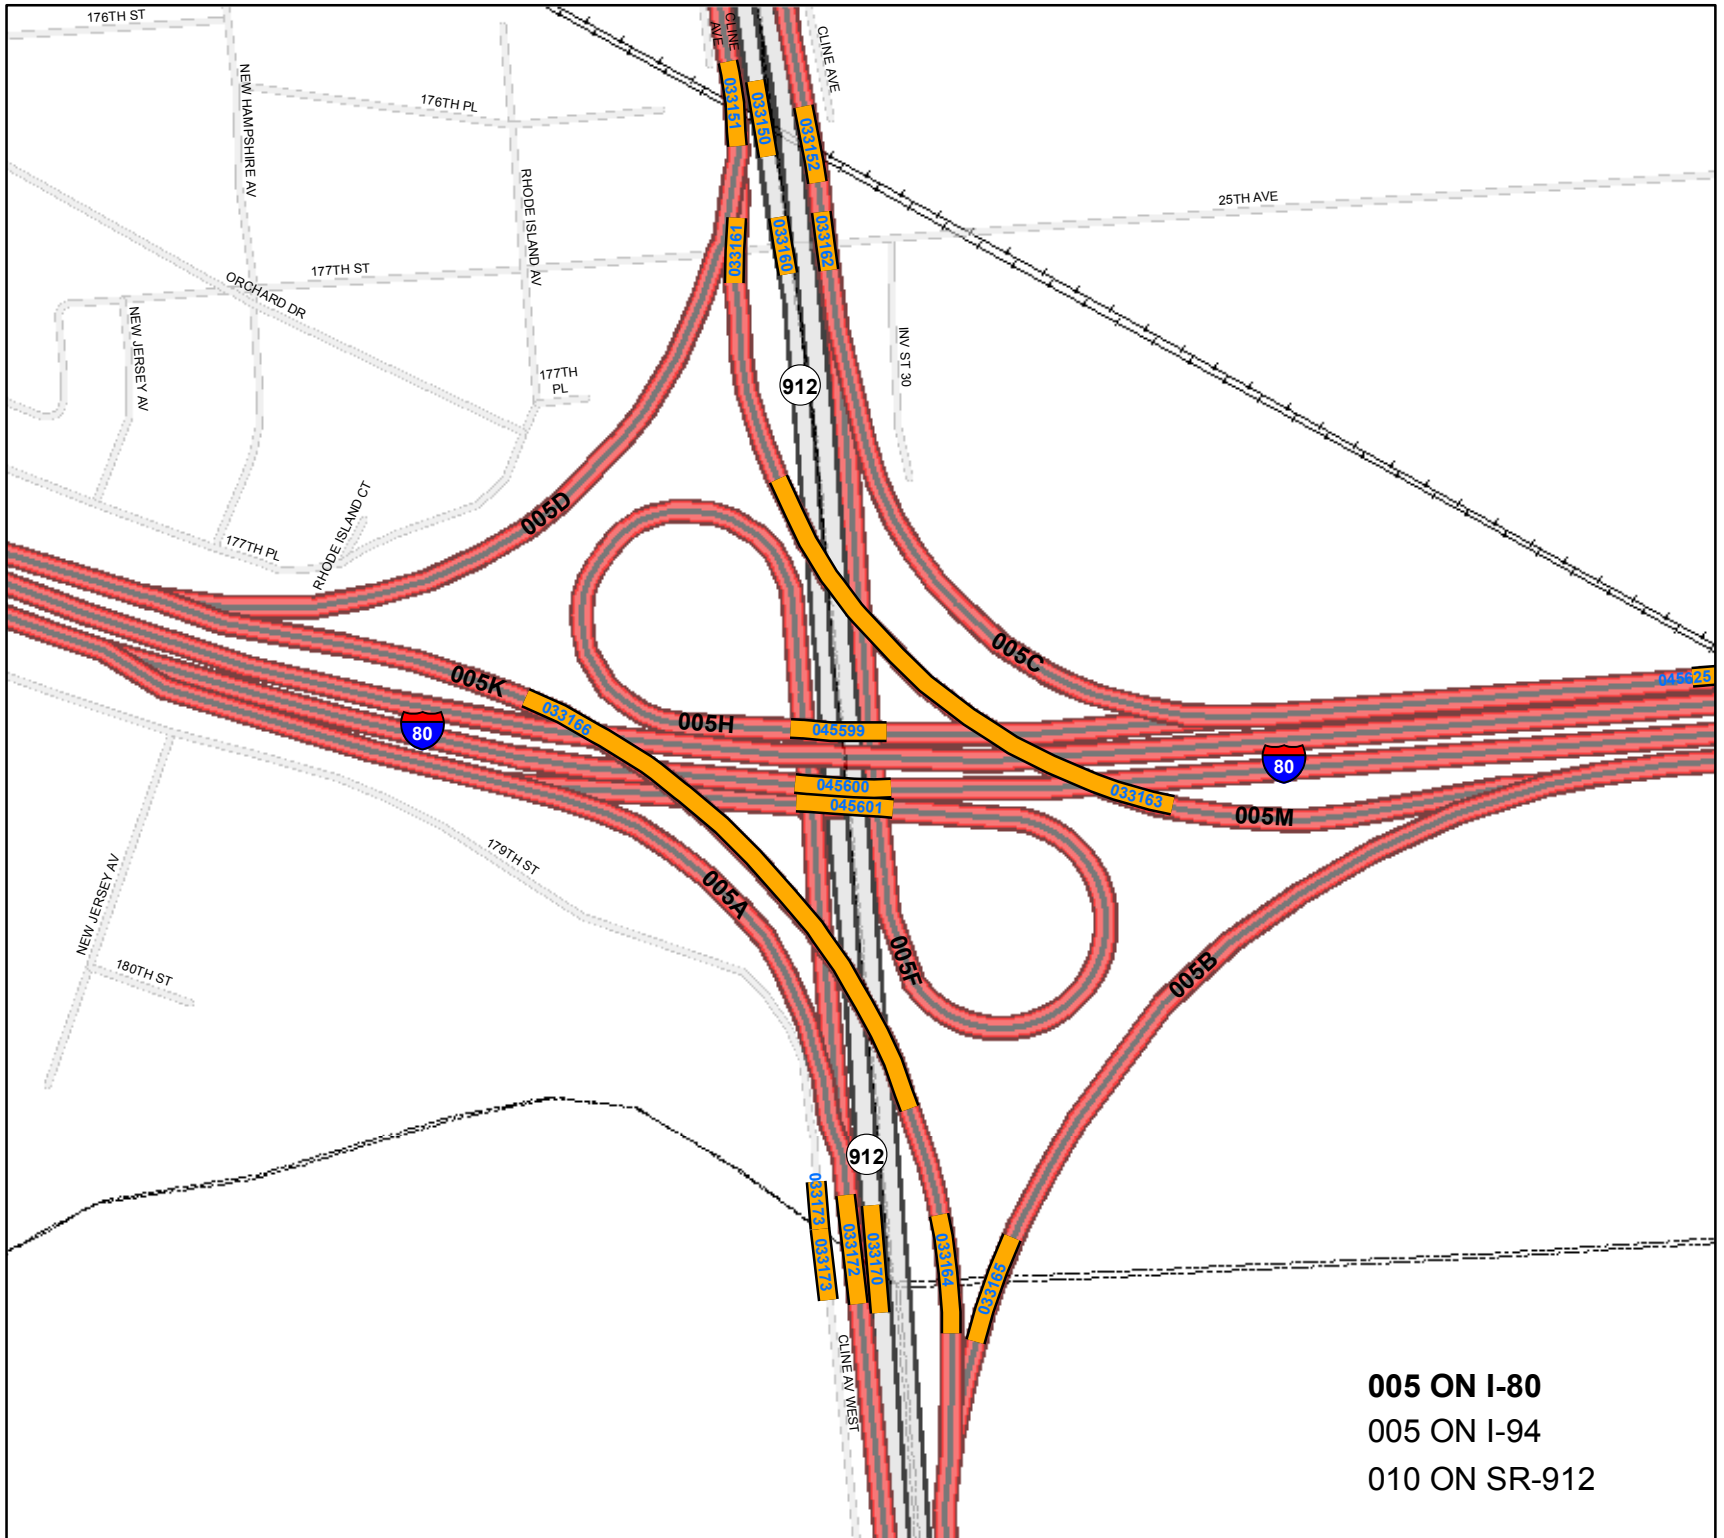 176TH ST
CLINE
AVE
CLINE AVE
NEW HAMPSHIRE AV
176TH PL
033151
033150
033152
RHODE ISLAND AV
25TH AVE
033161
033160
033162
177TH ST
ORCHARD DR
NEW JERSEY AV
INV ST 30
177TH
PL
912
RHODE ISLAND CT
005D
177TH PL
005C
005K
045625
033166
005H
045599
80
80
045600
033163
045601
005M
179TH ST
005A
NEW JERSEY AV
005F
005B
180TH ST
912
033173
033173
033172
033170
033164
033165
CLINE AV WEST
005 ON I-80
005 ON I-94
010 ON SR-912